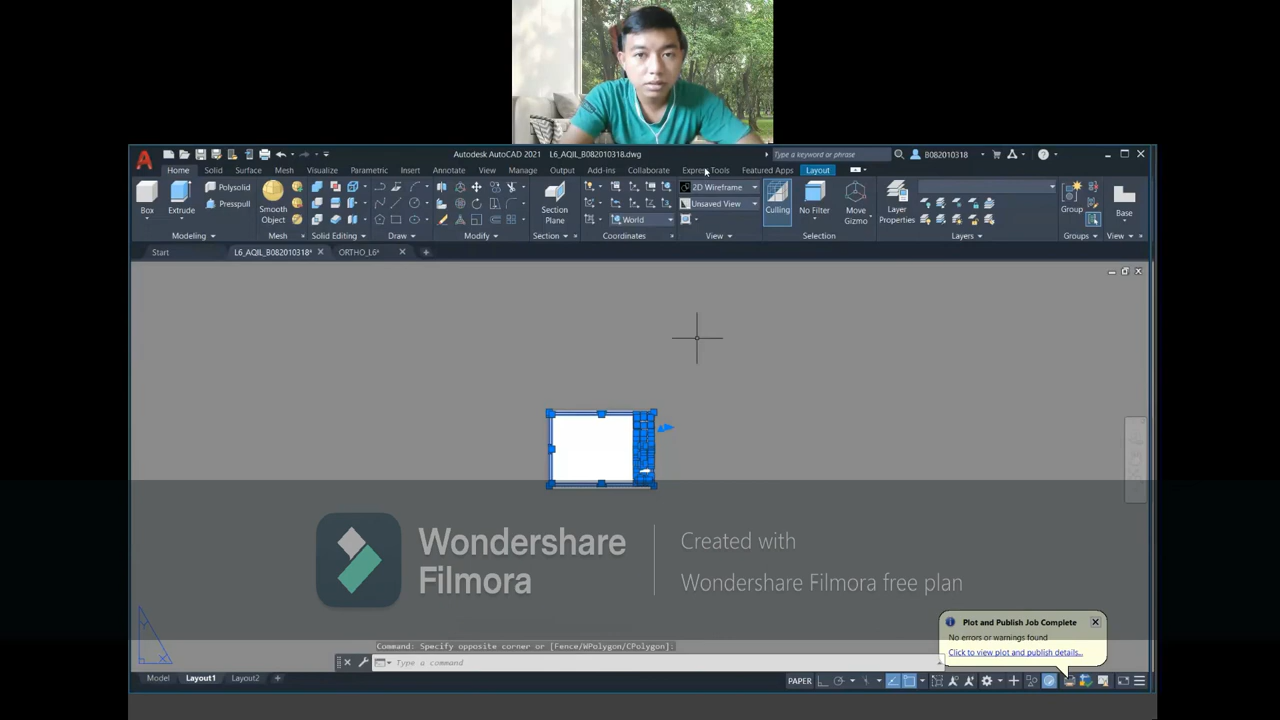 Autodesk AutoCAD 2021 L6_AQIL_B082010318.dwg
Type a keyword or phrase
B082010318
Home Solid Surface Mesh Visualize Parametric Insert Annotate View Manage Output Add-ins Collaborate Express Tools Featured Apps Layout
Box
Extrude
Polysolid
Presspull
Smooth
Object
Section
Plane
World
2D Wireframe
Unsaved View
Culling
No Filter
Move
Gizmo
Layer
Properties
Group
Base
Modeling Mesh Solid Editing Draw Modify Section Coordinates View Selection Layers Groups View
Start L6_AQIL_B082010318* ORTHO_L6*
Wondershare
Filmora
Created with
Wondershare Filmora free plan
Plot and Publish Job Complete
No errors or warnings found
Click to view plot and publish details...
Command: Specify opposite corner or [Fence/WPolygon/CPolygon]:
Type a command
Model Layout1 Layout2
PAPER
Y
X